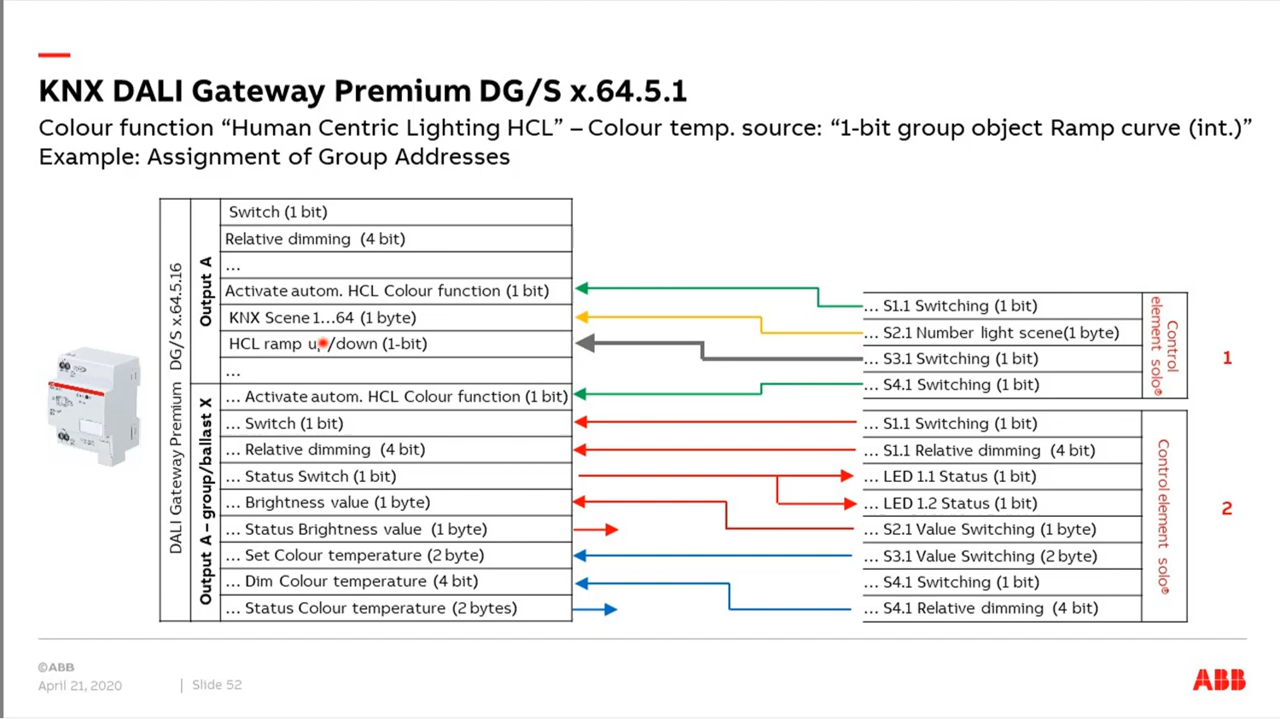 KNX DALI Gateway Premium DG/S x.64.5.1
Colour function “Human Centric Lighting HCL” – Colour temp. source: “1-bit group object Ramp curve (int.)”
Example: Assignment of Group Addresses
DALI Gateway Premium DG/S x.64.5.16
Output A
Switch (1 bit)
Relative dimming (4 bit)
...
Activate autom. HCL Colour function (1 bit)
KNX Scene 1...64 (1 byte)
HCL ramp /down (1-bit)
...
Output A – group/ballast X
... Activate autom. HCL Colour function (1 bit)
... Switch (1 bit)
... Relative dimming (4 bit)
... Status Switch (1 bit)
... Brightness value (1 byte)
... Status Brightness value (1 byte)
... Set Colour temperature (2 byte)
... Dim Colour temperature (4 bit)
... Status Colour temperature (2 bytes)
... S1.1 Switching (1 bit)
... S2.1 Number light scene(1 byte)
... S3.1 Switching (1 bit)
... S4.1 Switching (1 bit)
Control
element solo®
1
... S1.1 Switching (1 bit)
... S1.1 Relative dimming (4 bit)
... LED 1.1 Status (1 bit)
... LED 1.2 Status (1 bit)
... S2.1 Value Switching (1 byte)
... S3.1 Value Switching (2 byte)
... S4.1 Switching (1 bit)
... S4.1 Relative dimming (4 bit)
Control element solo®
2
©ABB
April 21, 2020 | Slide 52
ABB